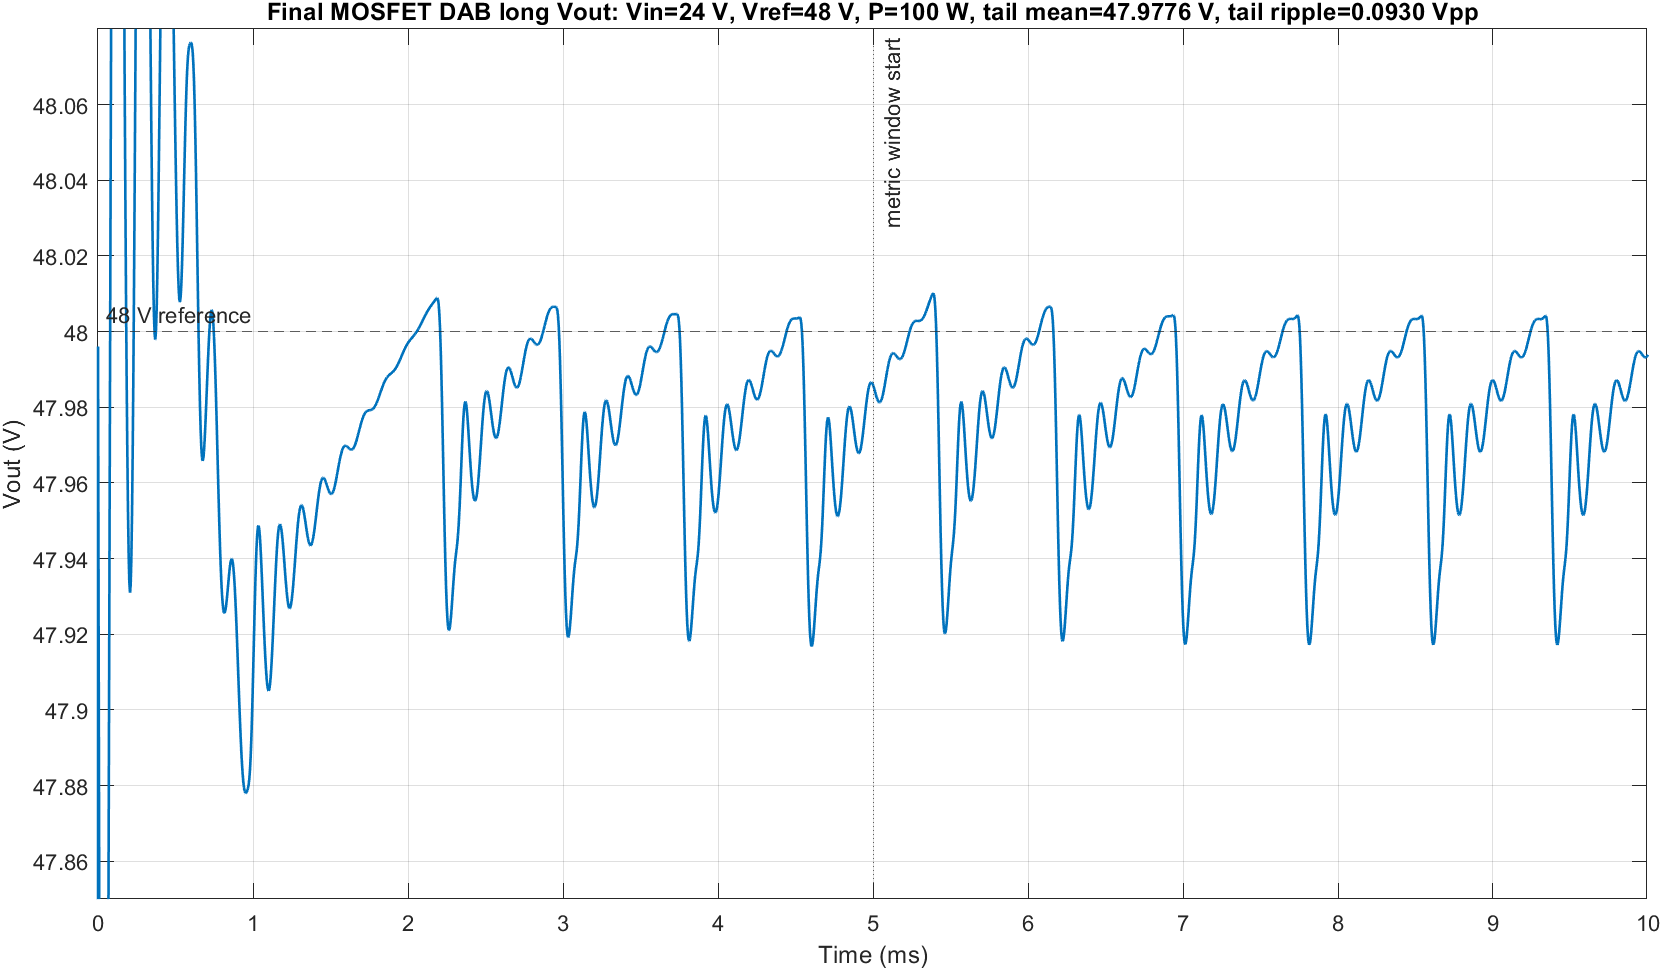 Final MOSFET DAB long Vout: Vin=24 V, Vref=48 V, P=100 W, tail mean=47.9776 V, tail ripple=0.0930 Vpp
metric window start
48.06
48.04
48.02
48 V reference
48
47.98
47.96
47.94
47.92
47.9
47.88
47.86
Vout (V)
0 1 2 3 4 5 6 7 8 9 10
Time (ms)